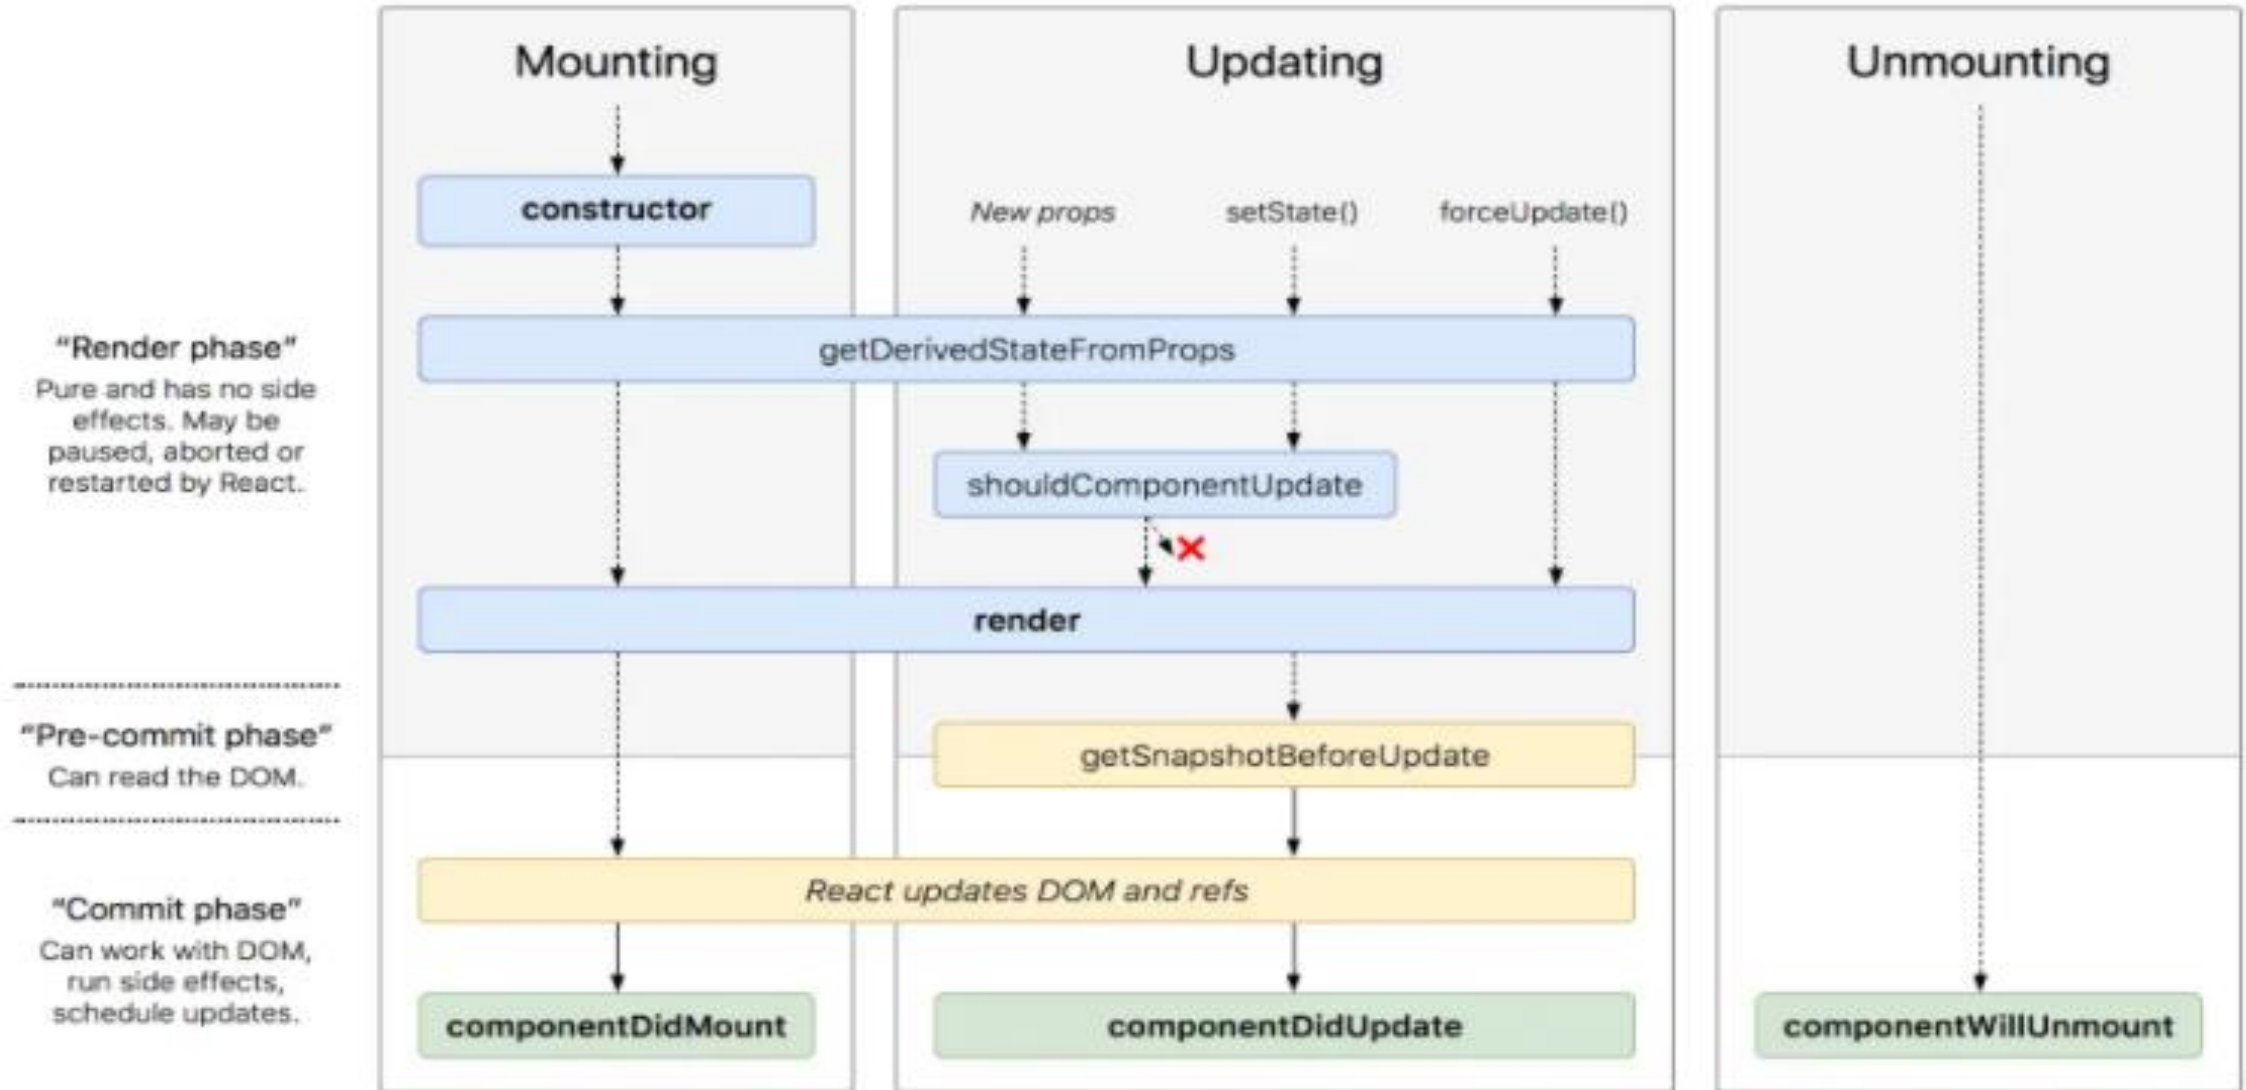 Mounting
Updating
Unmounting
constructor
New props
setState()
forceUpdate()
“Render phase”
Pure and has no side
effects. May be
paused, aborted or
restarted by React.
getDerivedStateFromProps
shouldComponentUpdate
render
“Pre-commit phase”
Can read the DOM.
getSnapshotBeforeUpdate
“Commit phase”
Can work with DOM,
run side effects,
schedule updates.
React updates DOM and refs
componentDidMount
componentDidUpdate
componentWillUnmount